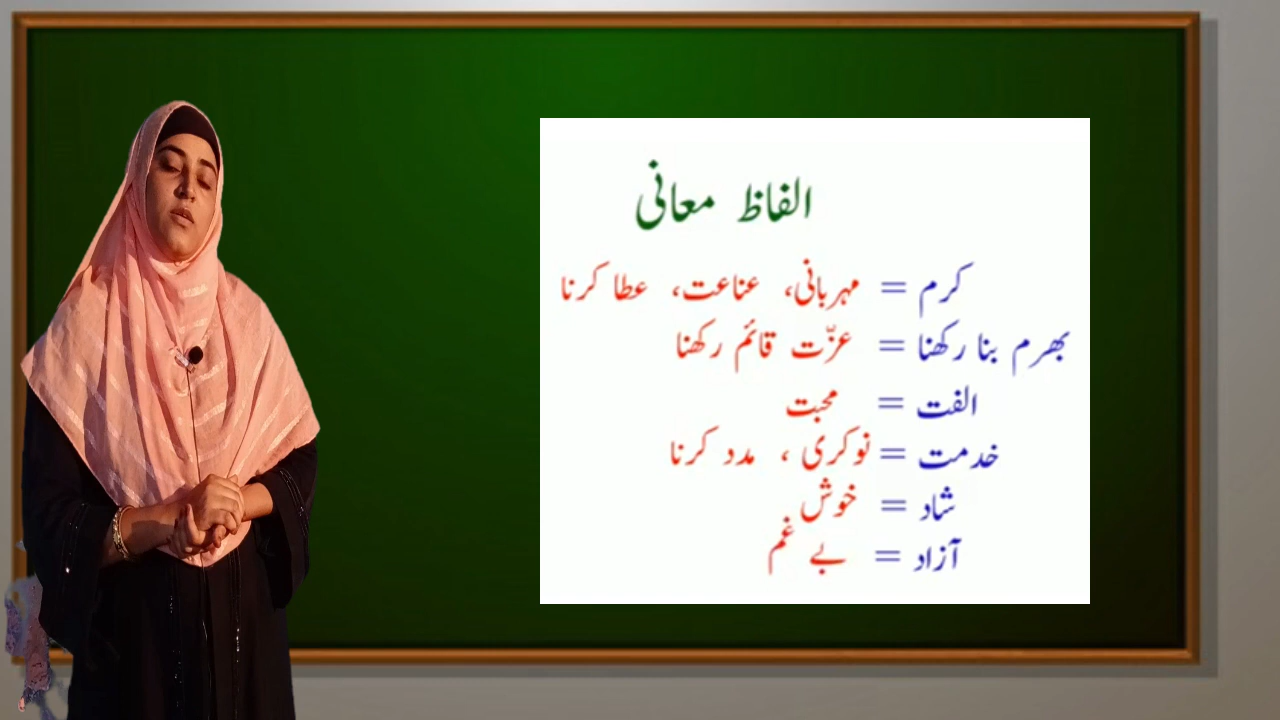 الفاظ معانی
کرم = مہربانی، عناعت، عطا کرنا
بھرم بنا رکھنا = عزّت قائم رکھنا
الفت = محبت
خدمت = نوکری ، مدد کرنا
شاد = خوش
آزاد = بے غم